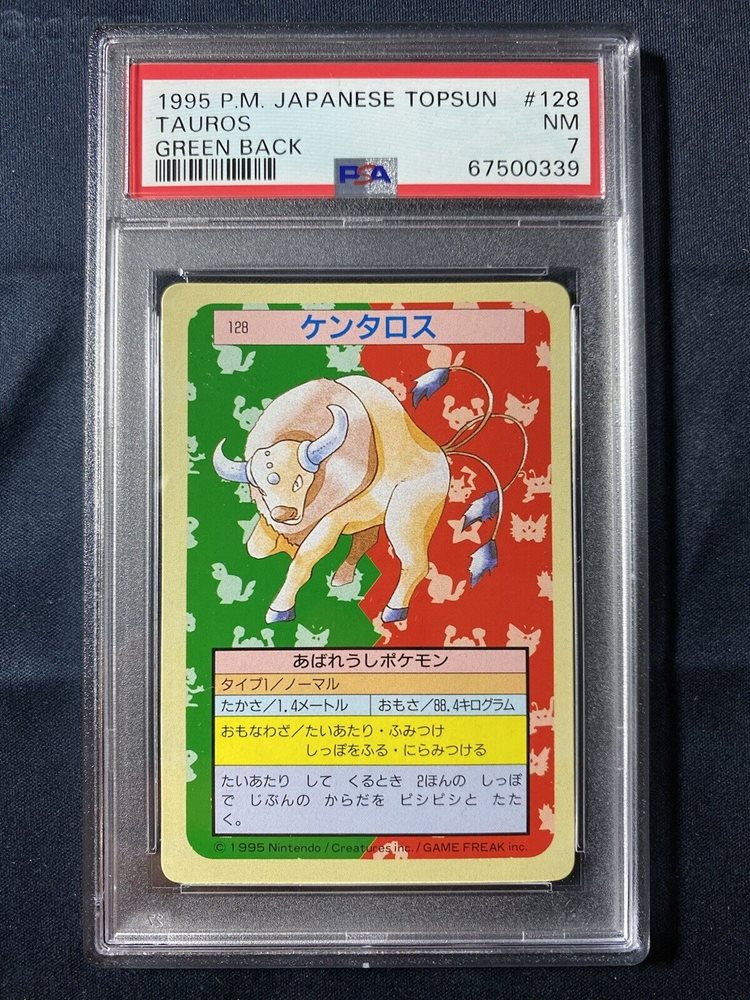 1995 P.M. JAPANESE TOPSUN #128
TAUROS NM
GREEN BACK 7
PSA 67500339
128 ケンタロス
あばれうしポケモン
タイプ1/ノーマル
たかさ/1.4メートル おもさ/88.4キログラム
おもなわざ/たいあたり・ふみつけ
しっぽをふる・にらみつける
たいあたり して くるとき 2ほんの しっぽ
で じぶんの からだを ビシビシと たた
く。
© 1995 Nintendo / Creatures inc. / GAME FREAK inc.